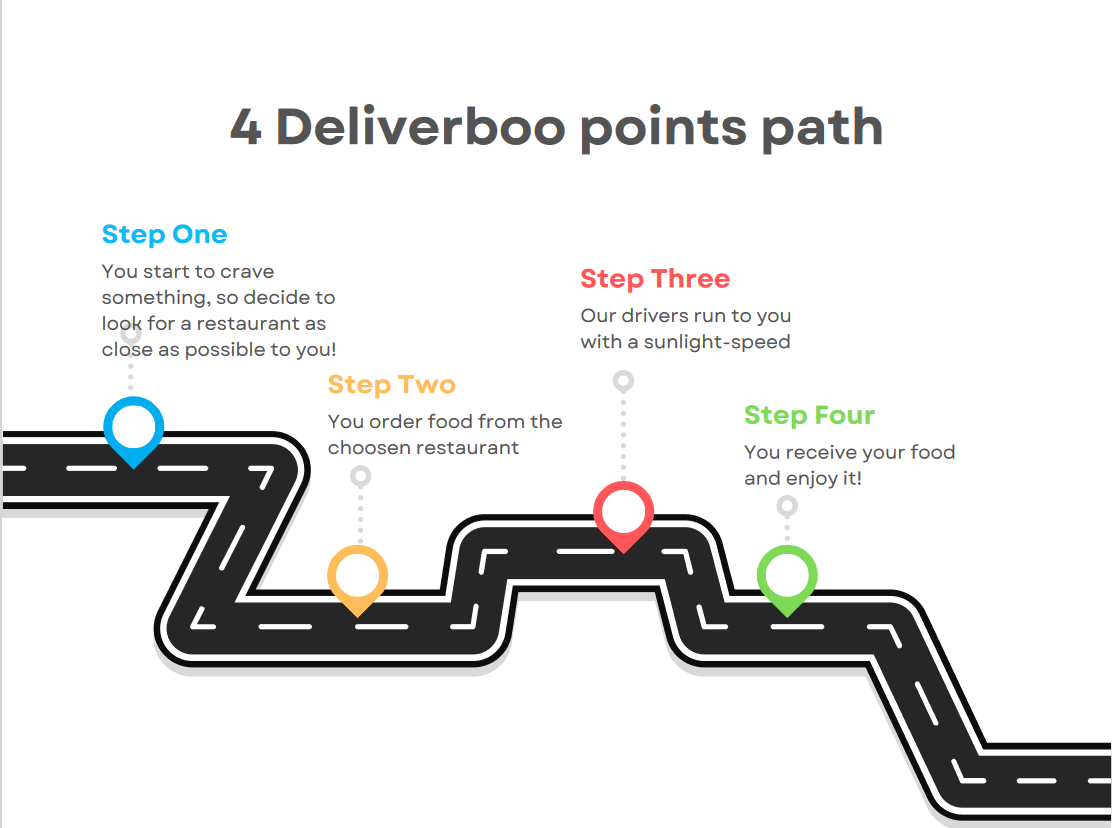 4 Deliverboo points path
Step One
You start to crave
something, so decide to
look for a restaurant as
close as possible to you!
Step Two
You order food from the
choosen restaurant
Step Three
Our drivers run to you
with a sunlight-speed
Step Four
You receive your food
and enjoy it!